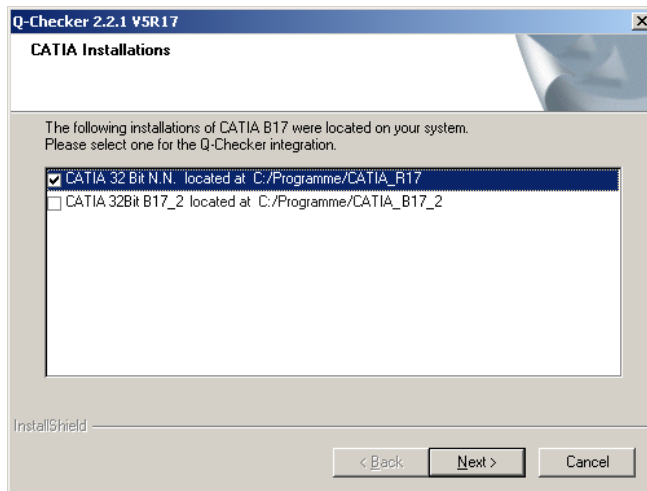 Q-Checker 2.2.1 V5R17
CATIA Installations
The following installations of CATIA B17 were located on your system.
Please select one for the Q-Checker integration.
CATIA 32 Bit N.N. located at C:/Programme/CATIA_R17
CATIA 32Bit B17_2 located at C:/Programme/CATIA_B17_2
InstallShield
< Back
Next >
Cancel